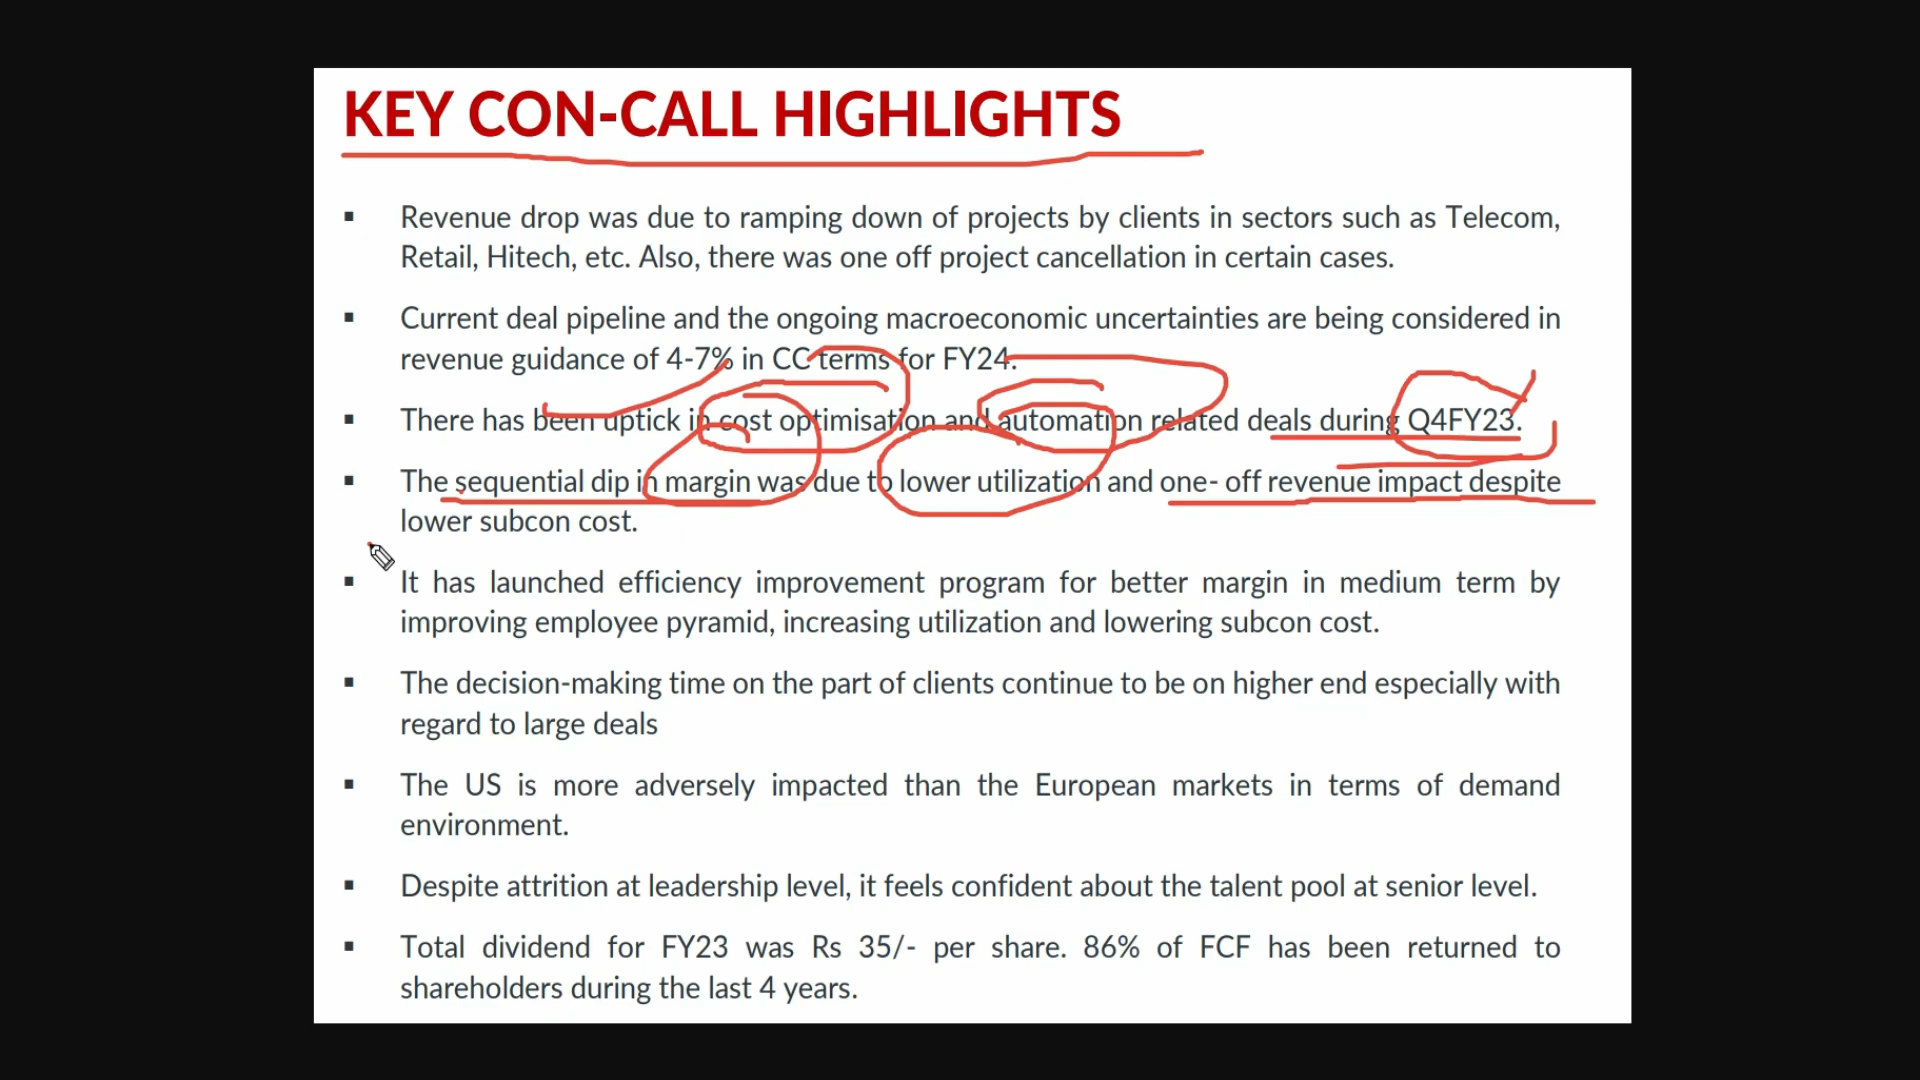 KEY CON-CALL HIGHLIGHTS
▪ Revenue drop was due to ramping down of projects by clients in sectors such as Telecom,
Retail, Hitech, etc. Also, there was one off project cancellation in certain cases.
▪ Current deal pipeline and the ongoing macroeconomic uncertainties are being considered in
revenue guidance of 4-7% in CC terms for FY24.
▪ There has been uptick in cost optimisation and automation related deals during Q4FY23.
▪ The sequential dip in margin was due to lower utilization and one- off revenue impact despite
lower subcon cost.
▪ It has launched efficiency improvement program for better margin in medium term by
improving employee pyramid, increasing utilization and lowering subcon cost.
▪ The decision-making time on the part of clients continue to be on higher end especially with
regard to large deals
▪ The US is more adversely impacted than the European markets in terms of demand
environment.
▪ Despite attrition at leadership level, it feels confident about the talent pool at senior level.
▪ Total dividend for FY23 was Rs 35/- per share. 86% of FCF has been returned to
shareholders during the last 4 years.